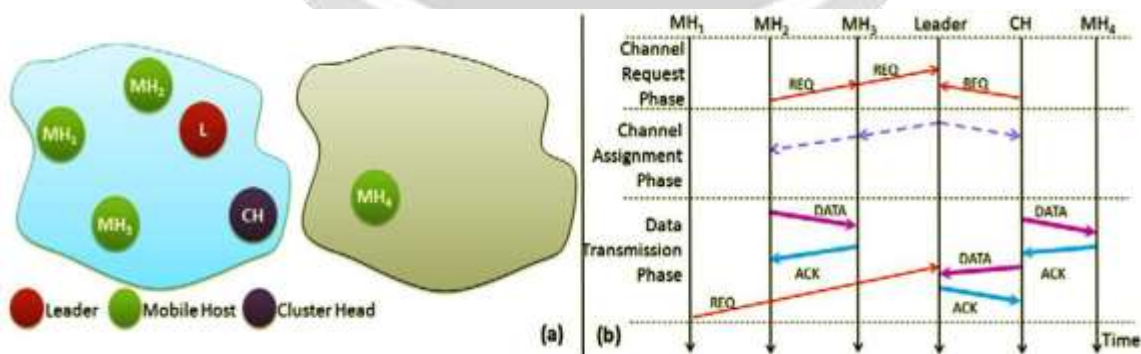 MH₂
MH₁
L
MH₃
CH
MH₄
Leader
Mobile Host
Cluster Head
(a)
MH₁ MH₂ MH₃ Leader CH MH₄
Channel
Request
Phase
REQ
REQ
REQ
Channel
Assignment
Phase
Data
Transmission
Phase
DATA
DATA
ACK
DATA
ACK
REQ
ACK
(b)
Time